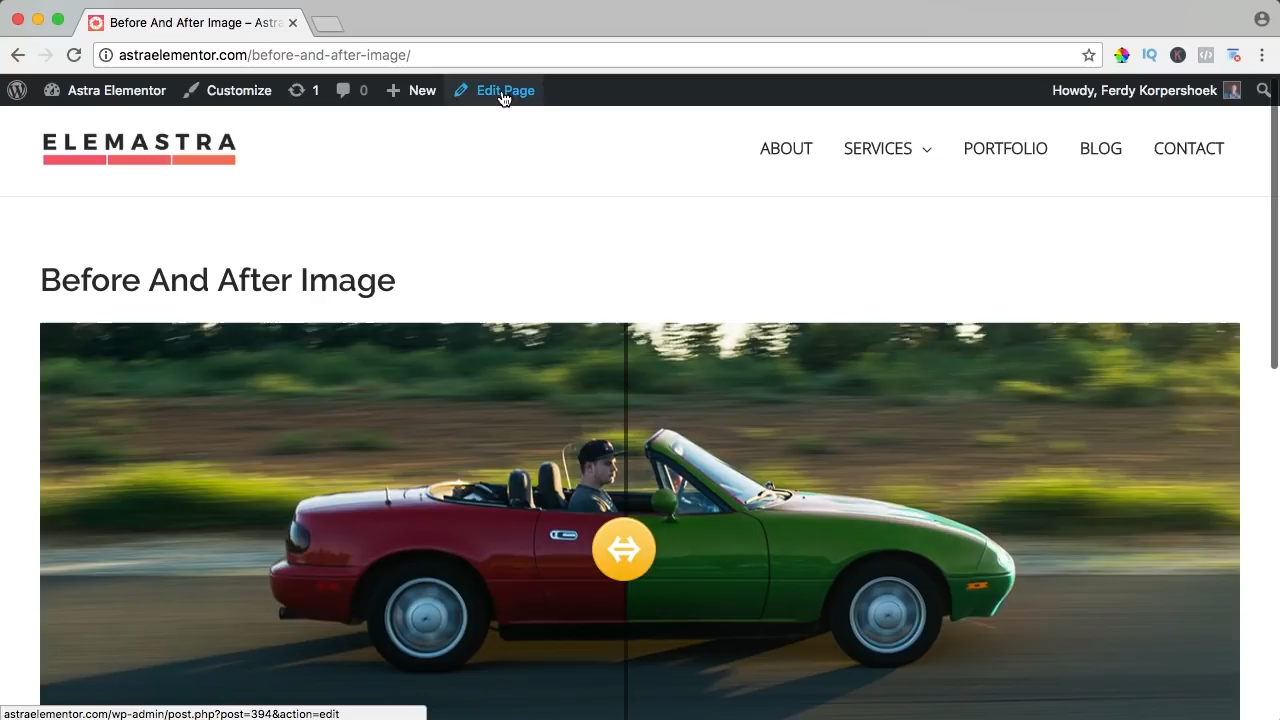 Before And After Image – Astra
astraelementor.com/before-and-after-image/
IQ
K
Astra Elementor
Customize
1
0
New
Edit Page
Howdy, Ferdy Korpershoek
ELEMASTRA
ABOUT
SERVICES
PORTFOLIO
BLOG
CONTACT
Before And After Image
astraelementor.com/wp-admin/post.php?post=394&action=edit